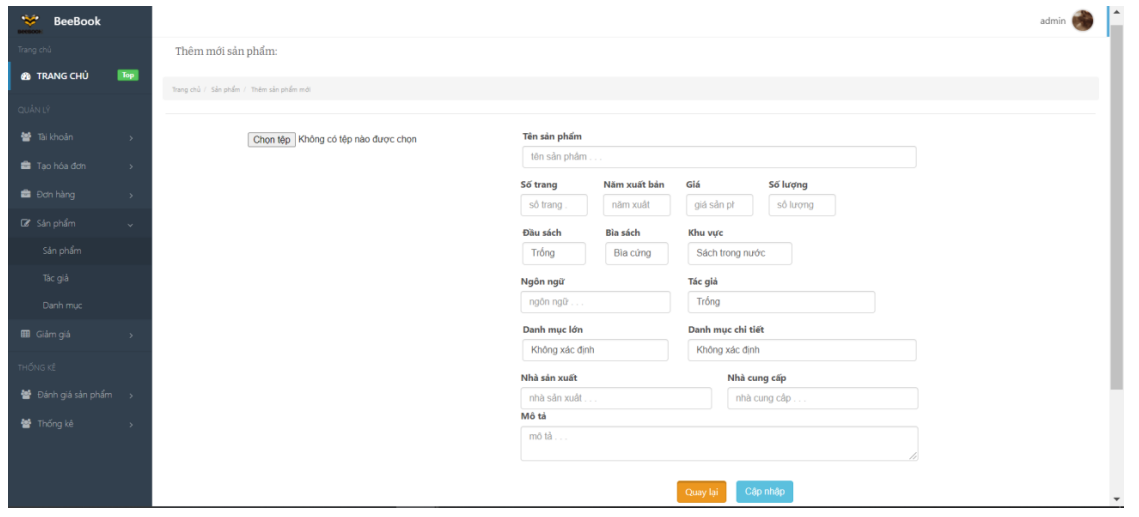 BeeBook
admin
Trang chủ
TRANG CHỦ Top
QUẢN LÝ
Tài khoản
Tạo hóa đơn
Đơn hàng
Sản phẩm
Sản phẩm
Tác giả
Danh mục
Giảm giá
THỐNG KÊ
Đánh giá sản phẩm
Thống kê
Thêm mới sản phẩm:
Trang chủ / Sản phẩm / Thêm sản phẩm mới
Chọn tệp Không có tệp nào được chọn
Tên sản phẩm
tên sản phẩm . . .
Số trang Năm xuất bản Giá Số lượng
số trang . năm xuất giá sản ph số lượng
Đầu sách Bìa sách Khu vực
Trống Bìa cứng Sách trong nước
Ngôn ngữ Tác giả
ngôn ngữ . . . Trống
Danh mục lớn Danh mục chi tiết
Không xác định Không xác định
Nhà sản xuất Nhà cung cấp
nhà sản xuất . . . nhà cung cấp . . .
Mô tả
mô tả . . .
Quay lại Cập nhập